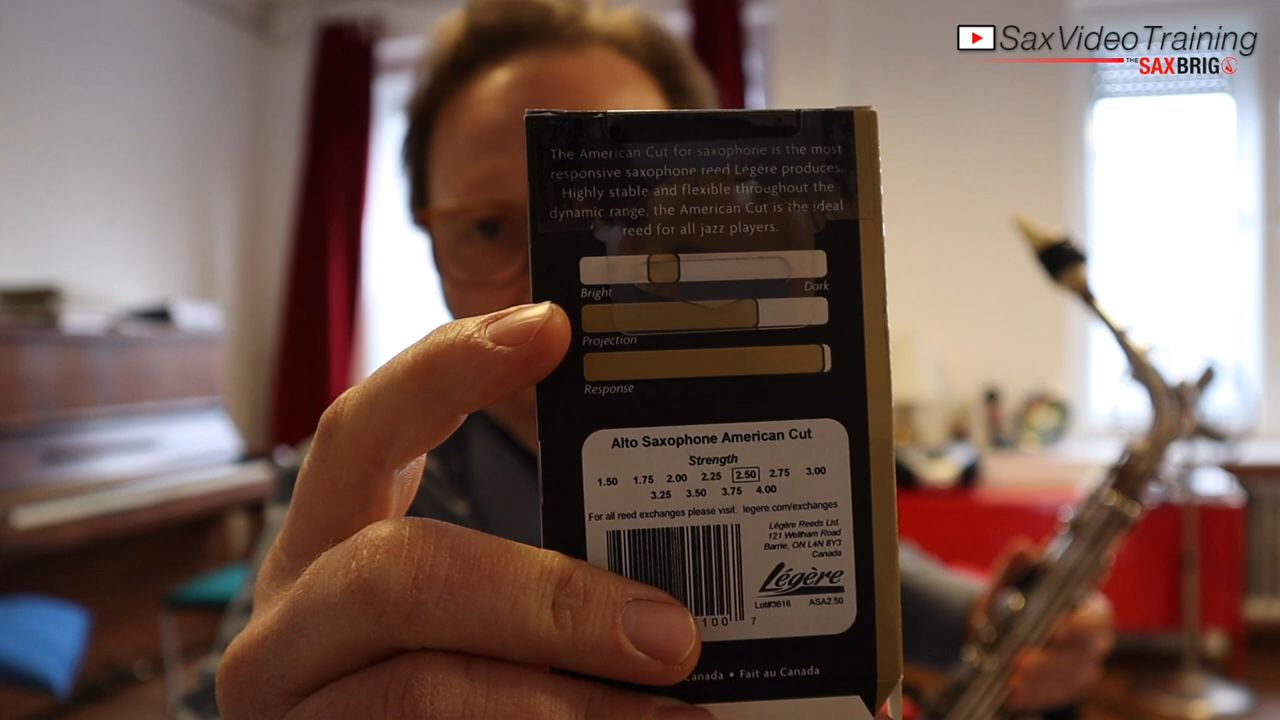 SaxVideoTraining
THE SAXBRIG
The American Cut for saxophone is the most
responsive saxophone reed Légère produces.
Highly stable and flexible throughout the
dynamic range, the American Cut is the ideal
reed for all jazz players.
Bright Dark
Projection
Response
Alto Saxophone American Cut
Strength
1.50 1.75 2.00 2.25 2.50 2.75 3.00
3.25 3.50 3.75 4.00
For all reed exchanges please visit: legere.com/exchanges
Légère Reeds Ltd.
121 Welham Road
Barrie, ON L4N 8Y3
Canada
Légère
Lot#3616 ASA2.50
100 7
anada • Fait au Canada